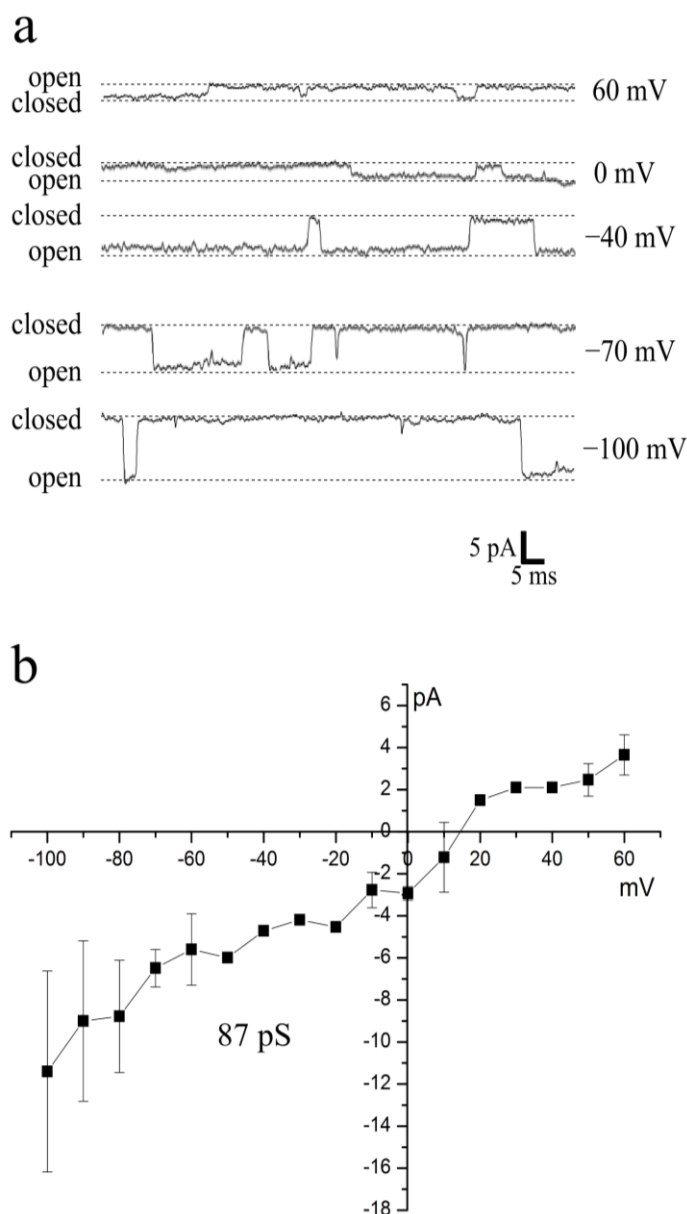 a
open
closed
60 mV
closed
open
0 mV
closed
open
−40 mV
closed
open
−70 mV
closed
open
−100 mV
5 pA
5 ms
b
pA
6
4
2
0
-100 -80 -60 -40 -20 0 20 40 60
mV
-2
-4
-6
-8
87 pS
-10
-12
-14
-16
-18